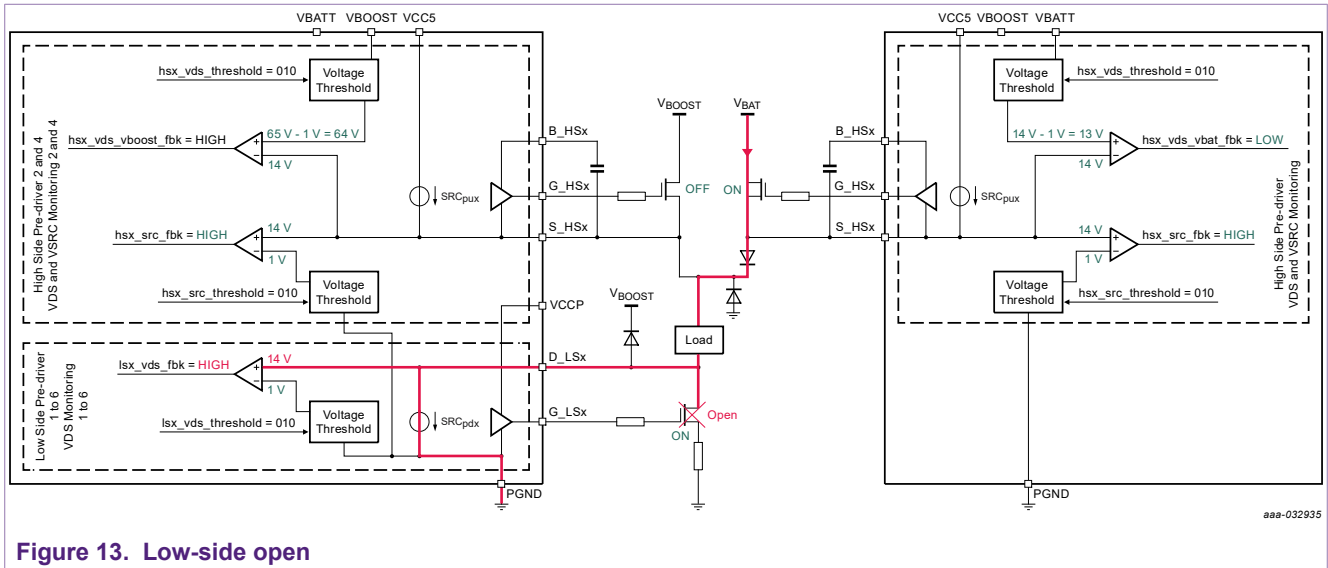 VBATT VBOOST VCC5
VCC5 VBOOST VBATT
High Side Pre-driver 2 and 4
VDS and VSRC Monitoring 2 and 4
hsx_vds_threshold = 010
Voltage
Threshold
hsx_vds_vboost_fbk = HIGH
+
65 V - 1 V = 64 V
−
14 V
SRCpux
hsx_src_fbk = HIGH
+
14 V
−
1 V
hsx_src_threshold = 010
Voltage
Threshold
B_HSx
G_HSx
S_HSx
VCCP
D_LSx
G_LSx
PGND
Low Side Pre-driver
1 to 6
VDS Monitoring
1 to 6
lsx_vds_fbk = HIGH
+
14 V
−
1 V
lsx_vds_threshold = 010
Voltage
Threshold
SRCpdx
VBOOST
VBAT
OFF
ON
VBOOST
Load
Open
ON
B_HSx
G_HSx
S_HSx
SRCpux
Voltage
Threshold
hsx_vds_threshold = 010
14 V - 1 V = 13 V
+
14 V
−
hsx_vds_vbat_fbk = LOW
14 V
+
1 V
−
hsx_src_fbk = HIGH
Voltage
Threshold
hsx_src_threshold = 010
High Side Pre-driver
VDS and VSRC Monitoring
PGND
aaa-032935
Figure 13. Low-side open